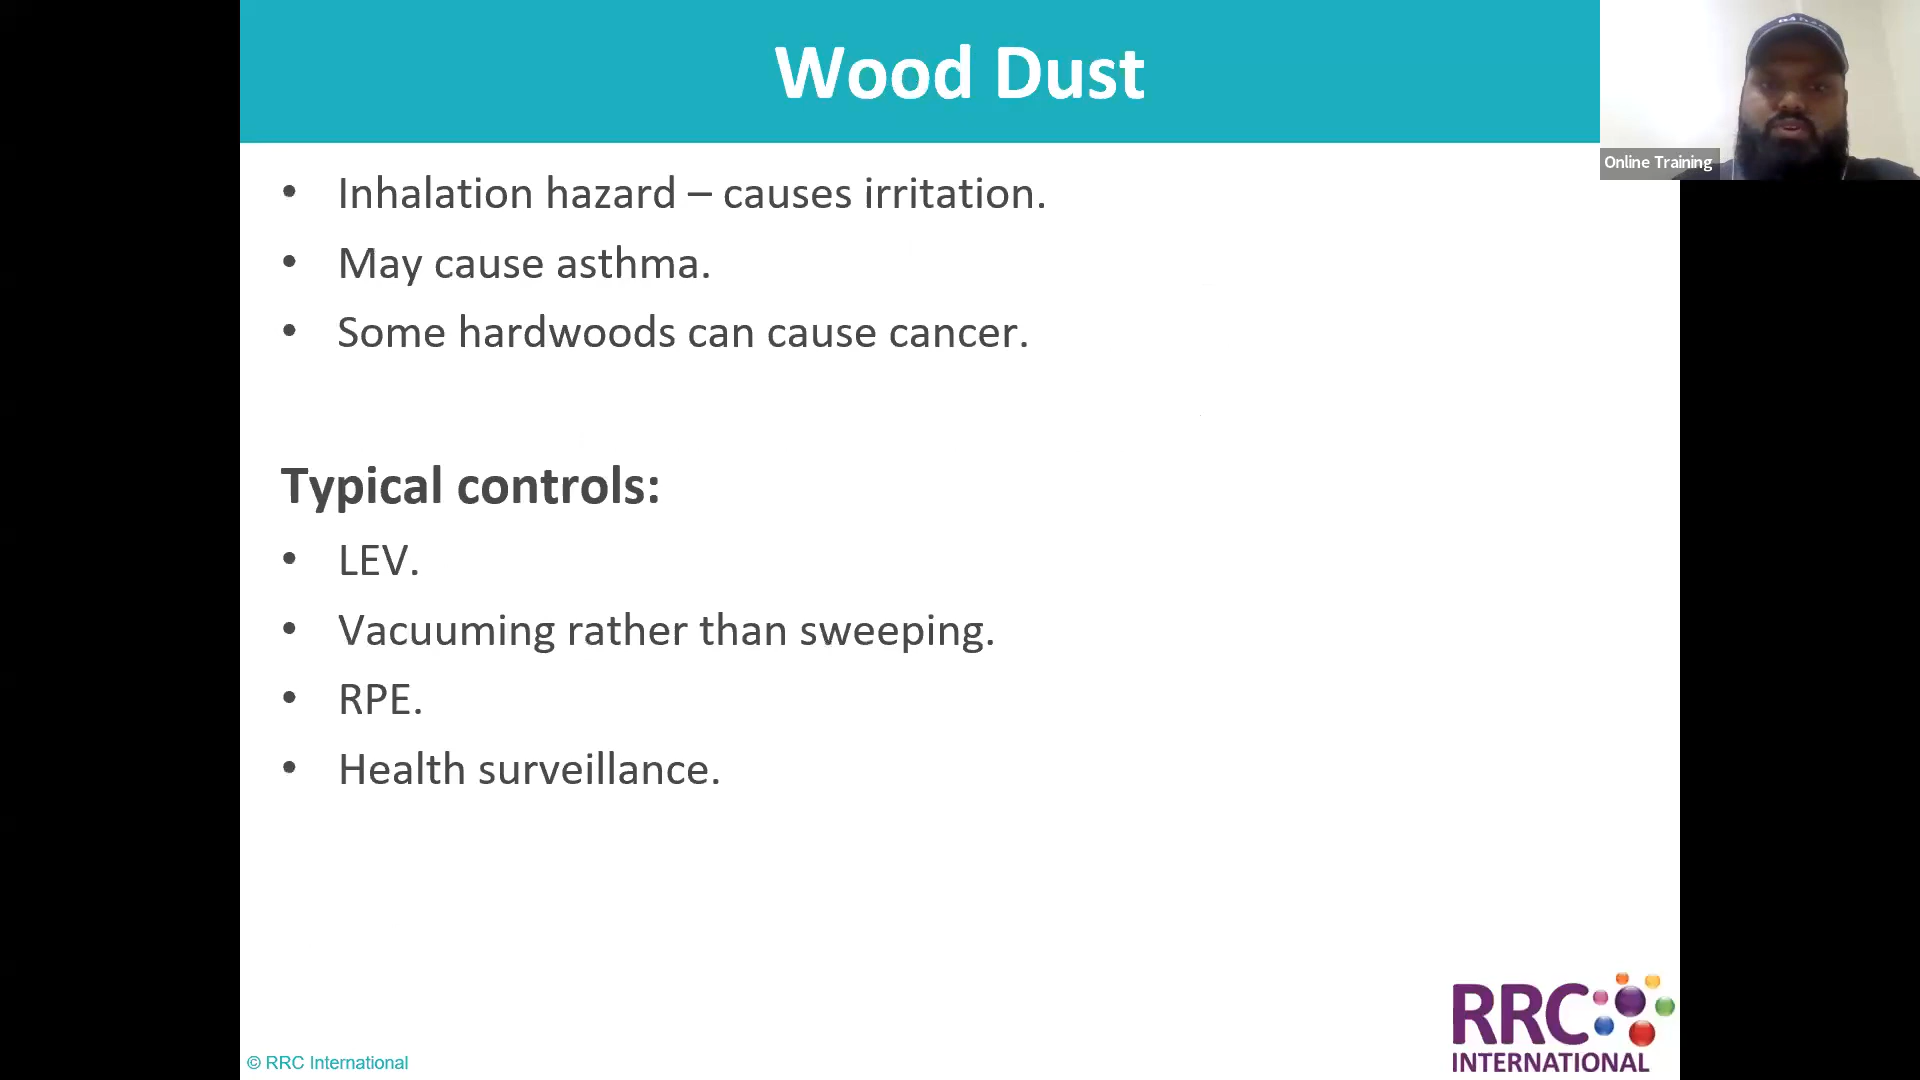 Wood Dust
Online Training
• Inhalation hazard – causes irritation.
• May cause asthma.
• Some hardwoods can cause cancer.
Typical controls:
• LEV.
• Vacuuming rather than sweeping.
• RPE.
• Health surveillance.
RRC
INTERNATIONAL
© RRC International